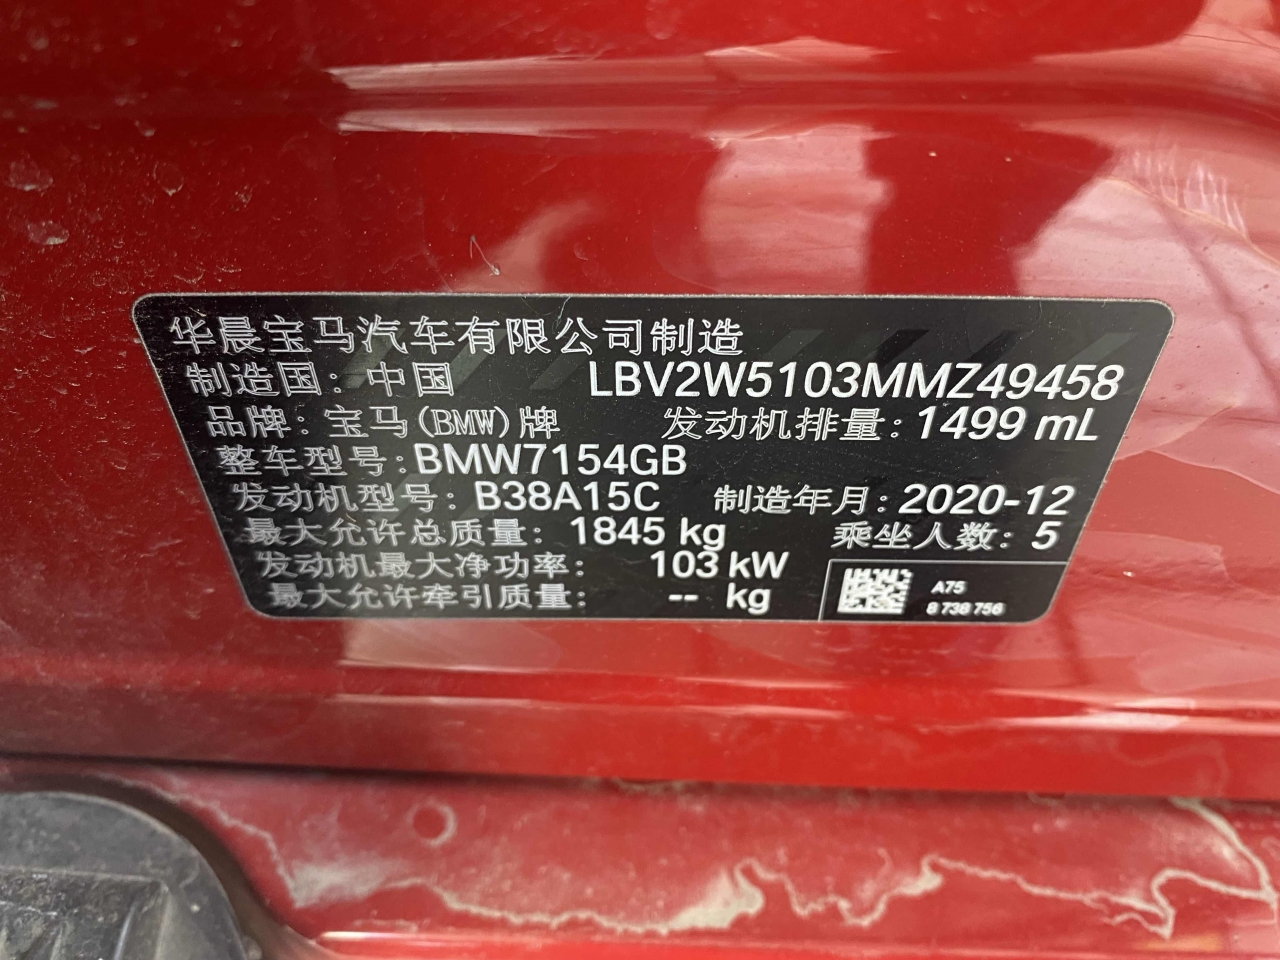 华晨宝马汽车有限公司制造
制造国: 中国 LBV2W5103MMZ49458
品牌: 宝马(BMW)牌 发动机排量: 1499 mL
整车型号: BMW7154GB
发动机型号: B38A15C 制造年月: 2020-12
最大允许总质量: 1845 kg 乘坐人数: 5
发动机最大净功率: 103 kW
最大允许牵引质量: -- kg
A75
8 738 756